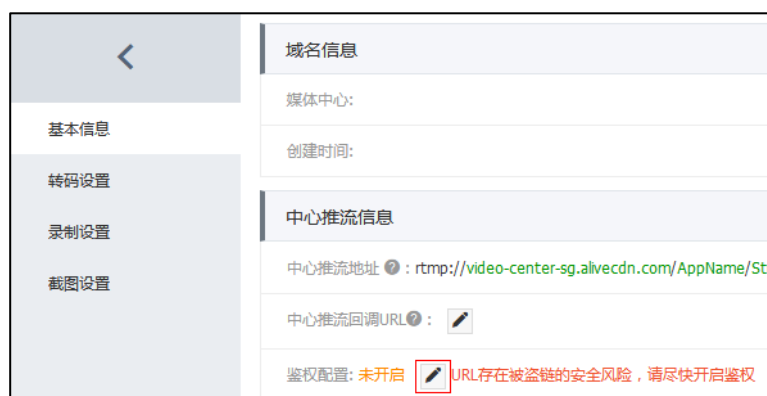 基本信息
转码设置
录制设置
截图设置
域名信息
媒体中心:
创建时间:
中心推流信息
中心推流地址 ? : rtmp://video-center-sg.alivecdn.com/AppName/St
中心推流回调URL ? :
鉴权配置: 未开启 URL存在被盗链的安全风险，请尽快开启鉴权